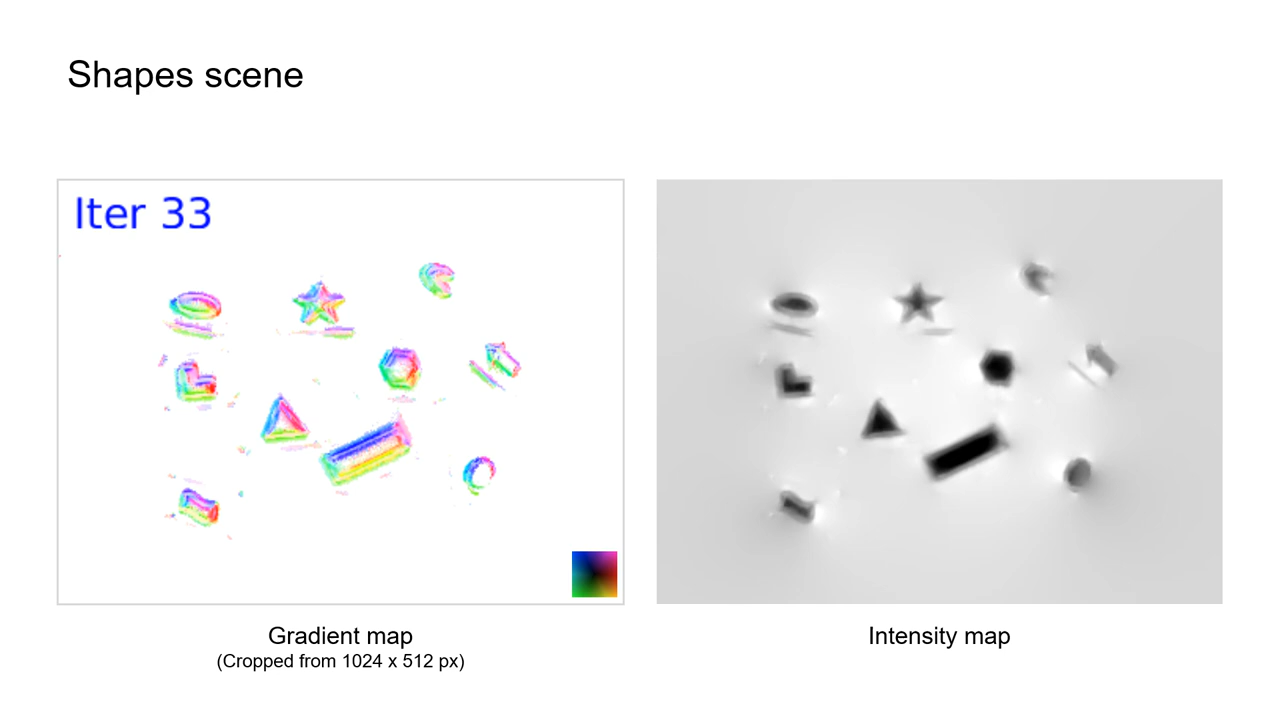 Shapes scene
Iter 33
Gradient map
(Cropped from 1024 x 512 px)
Intensity map